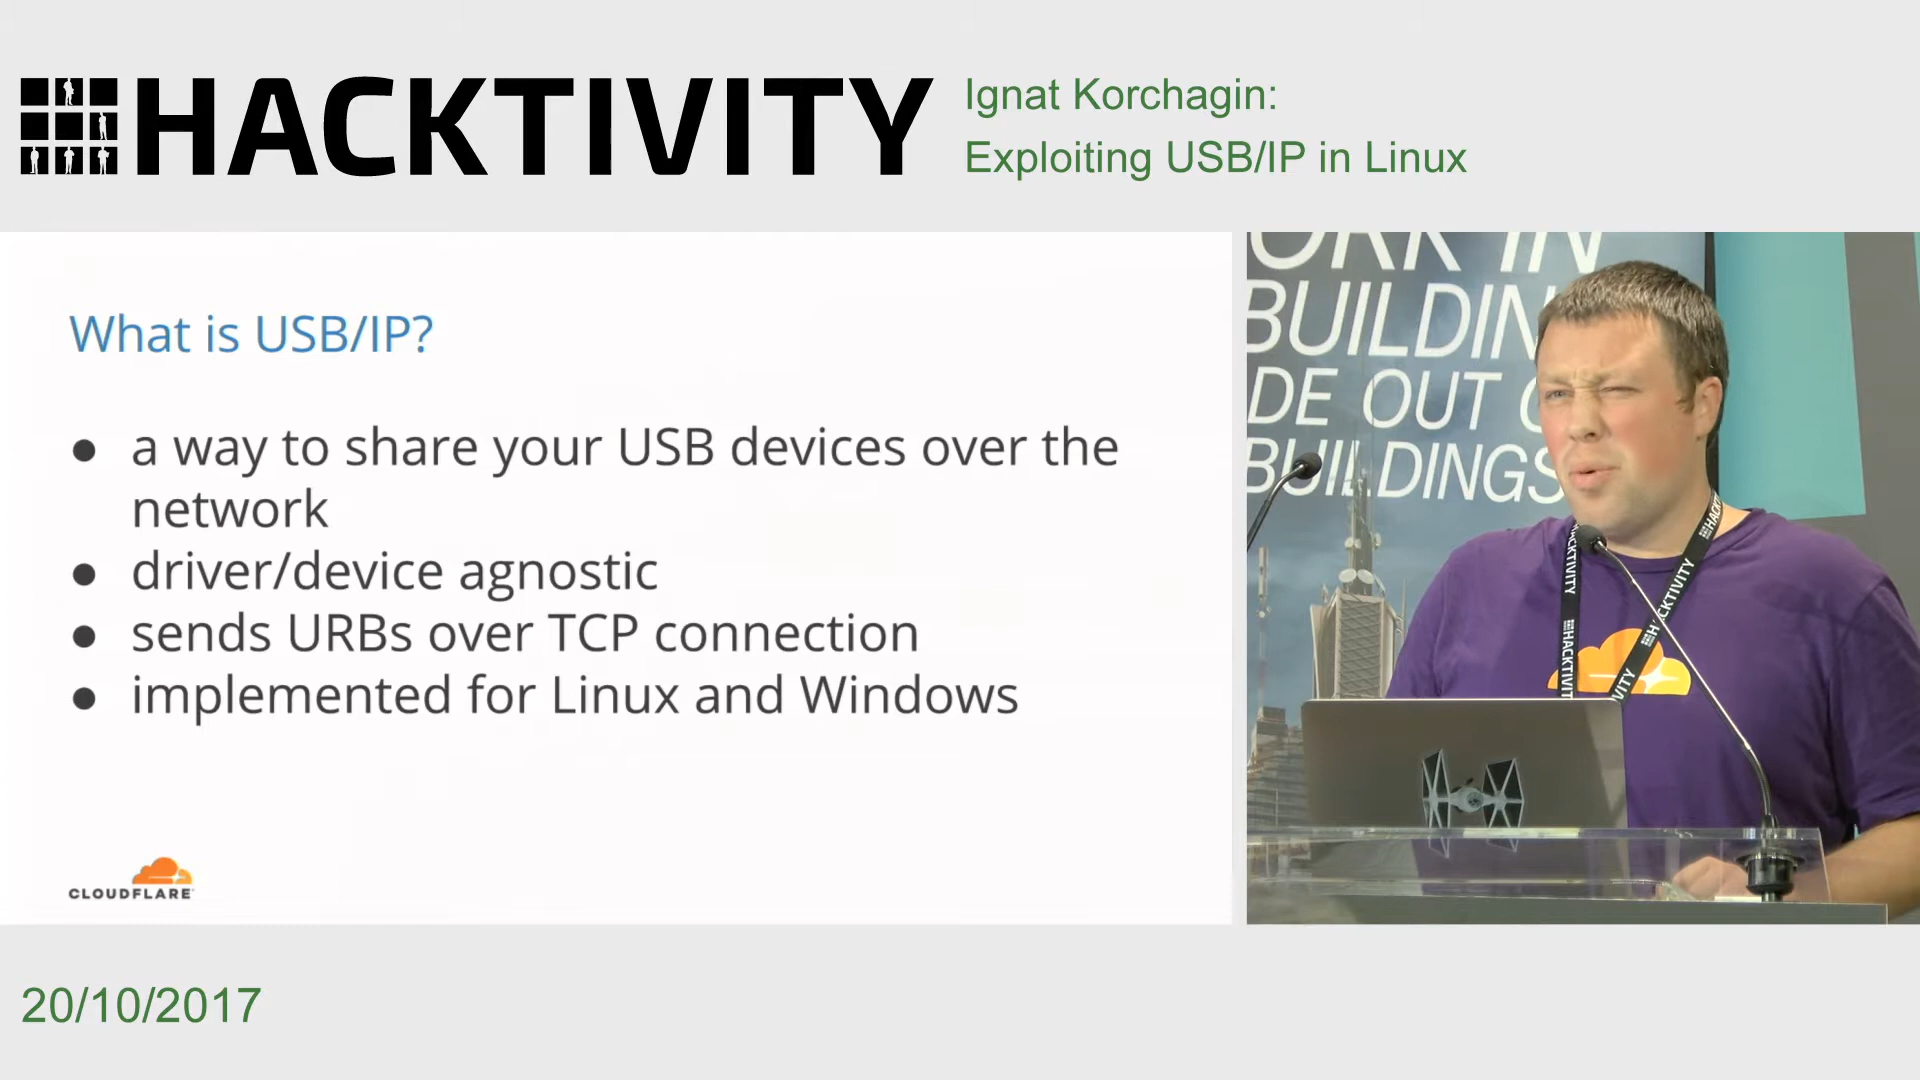 HACKTIVITY
Ignat Korchagin:
Exploiting USB/IP in Linux
What is USB/IP?
● a way to share your USB devices over the
network
● driver/device agnostic
● sends URBs over TCP connection
● implemented for Linux and Windows
CLOUDFLARE
BUILDIN
DE OUT
BUILDINGS
HACKTIVITY
HACKTIVITY
HACKTIVIT
VITY
20/10/2017